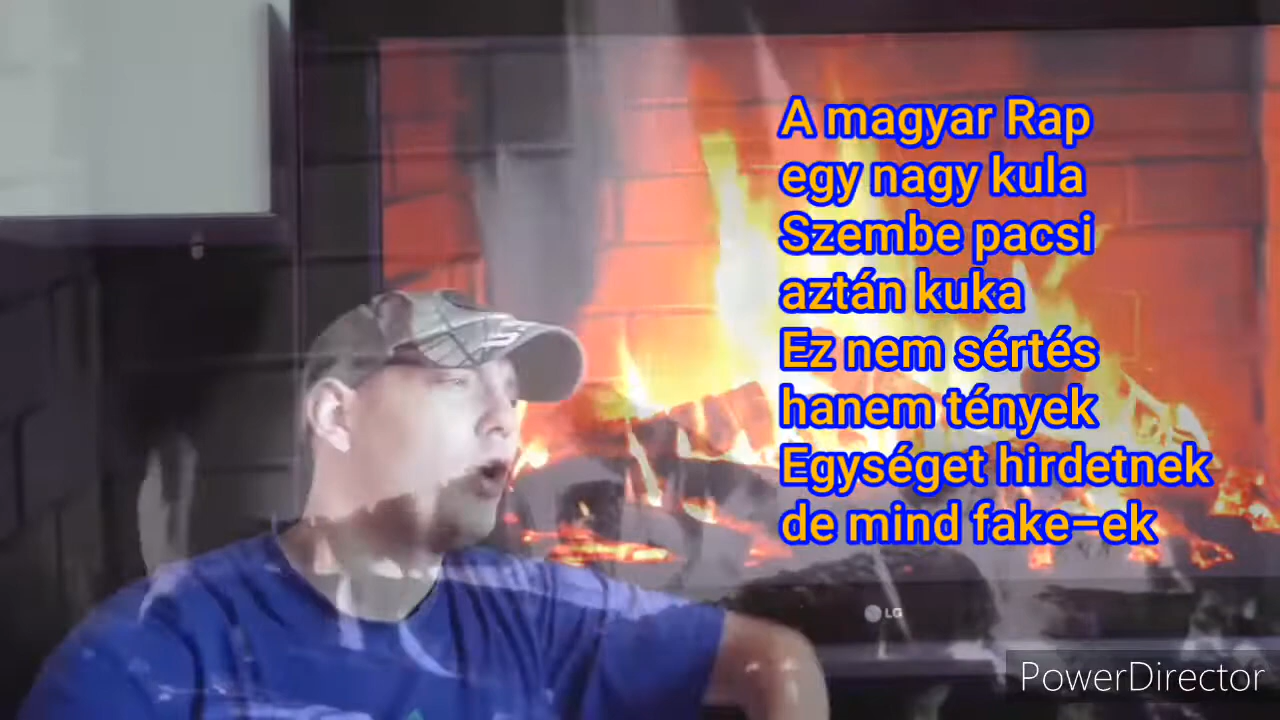 A magyar Rap
egy nagy kula
Szembe pacsi
aztán kuka
Ez nem sértés
hanem tények
Egységet hirdetnek
de mind fake–ek
LG
PowerDirector